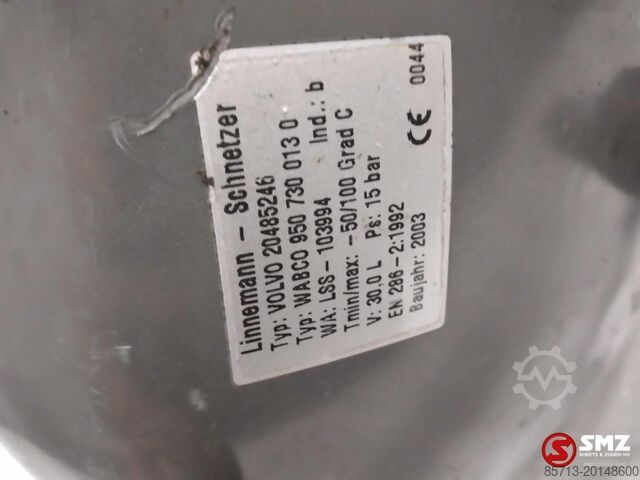 Linnemann - Schnetzer
Typ: VOLVO 20485246
Typ: WABCO 950 730 013 0
WA: LSS- 103994 Ind.: b
Tmin/max: -50/100 Grad C
V: 30,0 L Ps: 15 bar
EN 286-2:1992
Baujahr: 2003
CE 0044
SMZ
SMEETS & ZONEN NV
85713-20148600